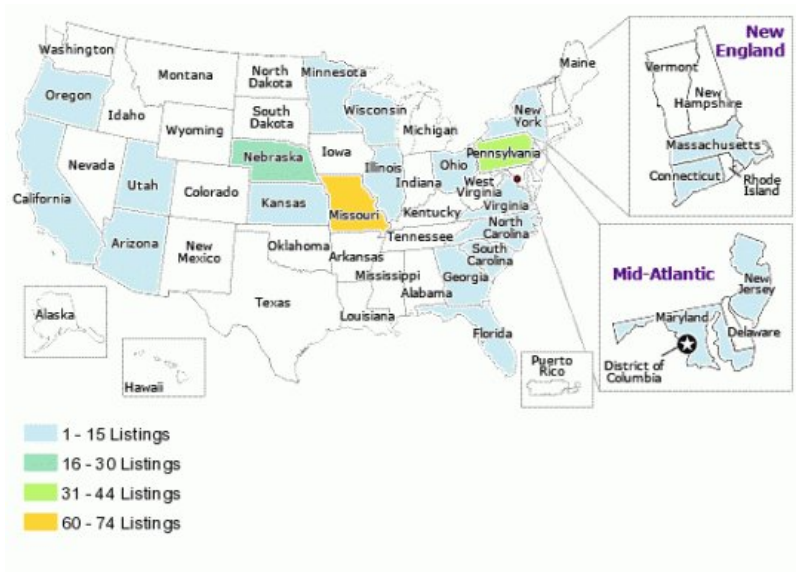 New
England
Washington
Maine
Montana
North
Dakota
Minnesota
Vermont
Oregon
Idaho
South
Dakota
Wisconsin
New
York
New
Hampshire
Wyoming
Michigan
Massachusetts
Nebraska
Iowa
Pennsylvania
Nevada
Illinois
Ohio
Connecticut
Rhode
Island
Utah
Colorado
Indiana
West
Virginia
California
Kansas
Missouri
Kentucky
Virginia
Arizona
New
Mexico
Oklahoma
Tennessee
North
Carolina
Arkansas
South
Carolina
Mississippi
Georgia
Mid-Atlantic
New
Jersey
Alabama
Texas
Alaska
Louisiana
Florida
Maryland
Delaware
District of
Columbia
Puerto
Rico
Hawaii
1 - 15 Listings
16 - 30 Listings
31 - 44 Listings
60 - 74 Listings